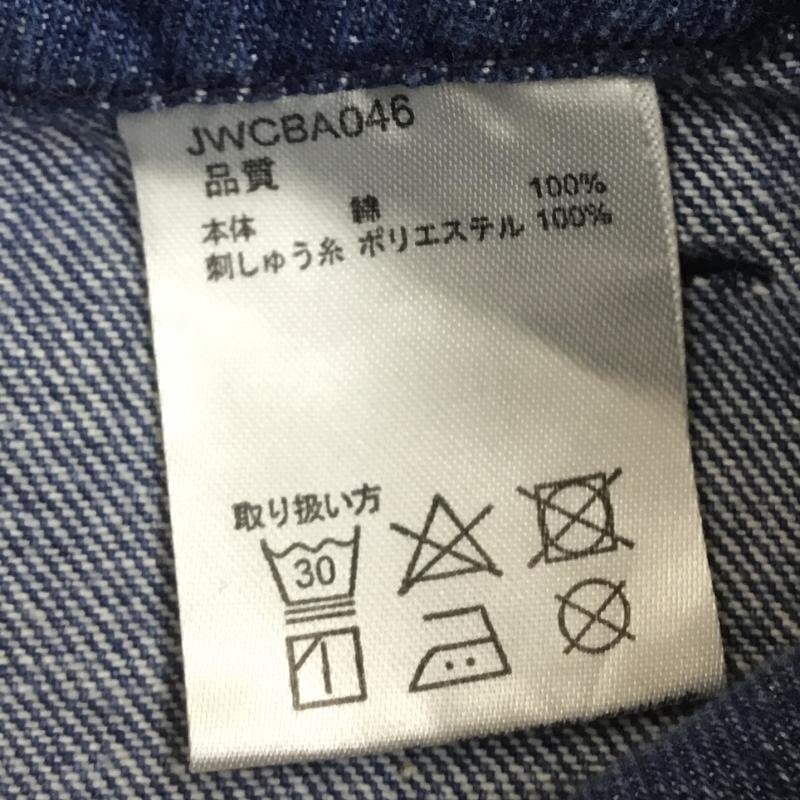 JWCBA046
品質
本体 綿 100%
刺しゅう糸 ポリエステル 100%
取り扱い方
30